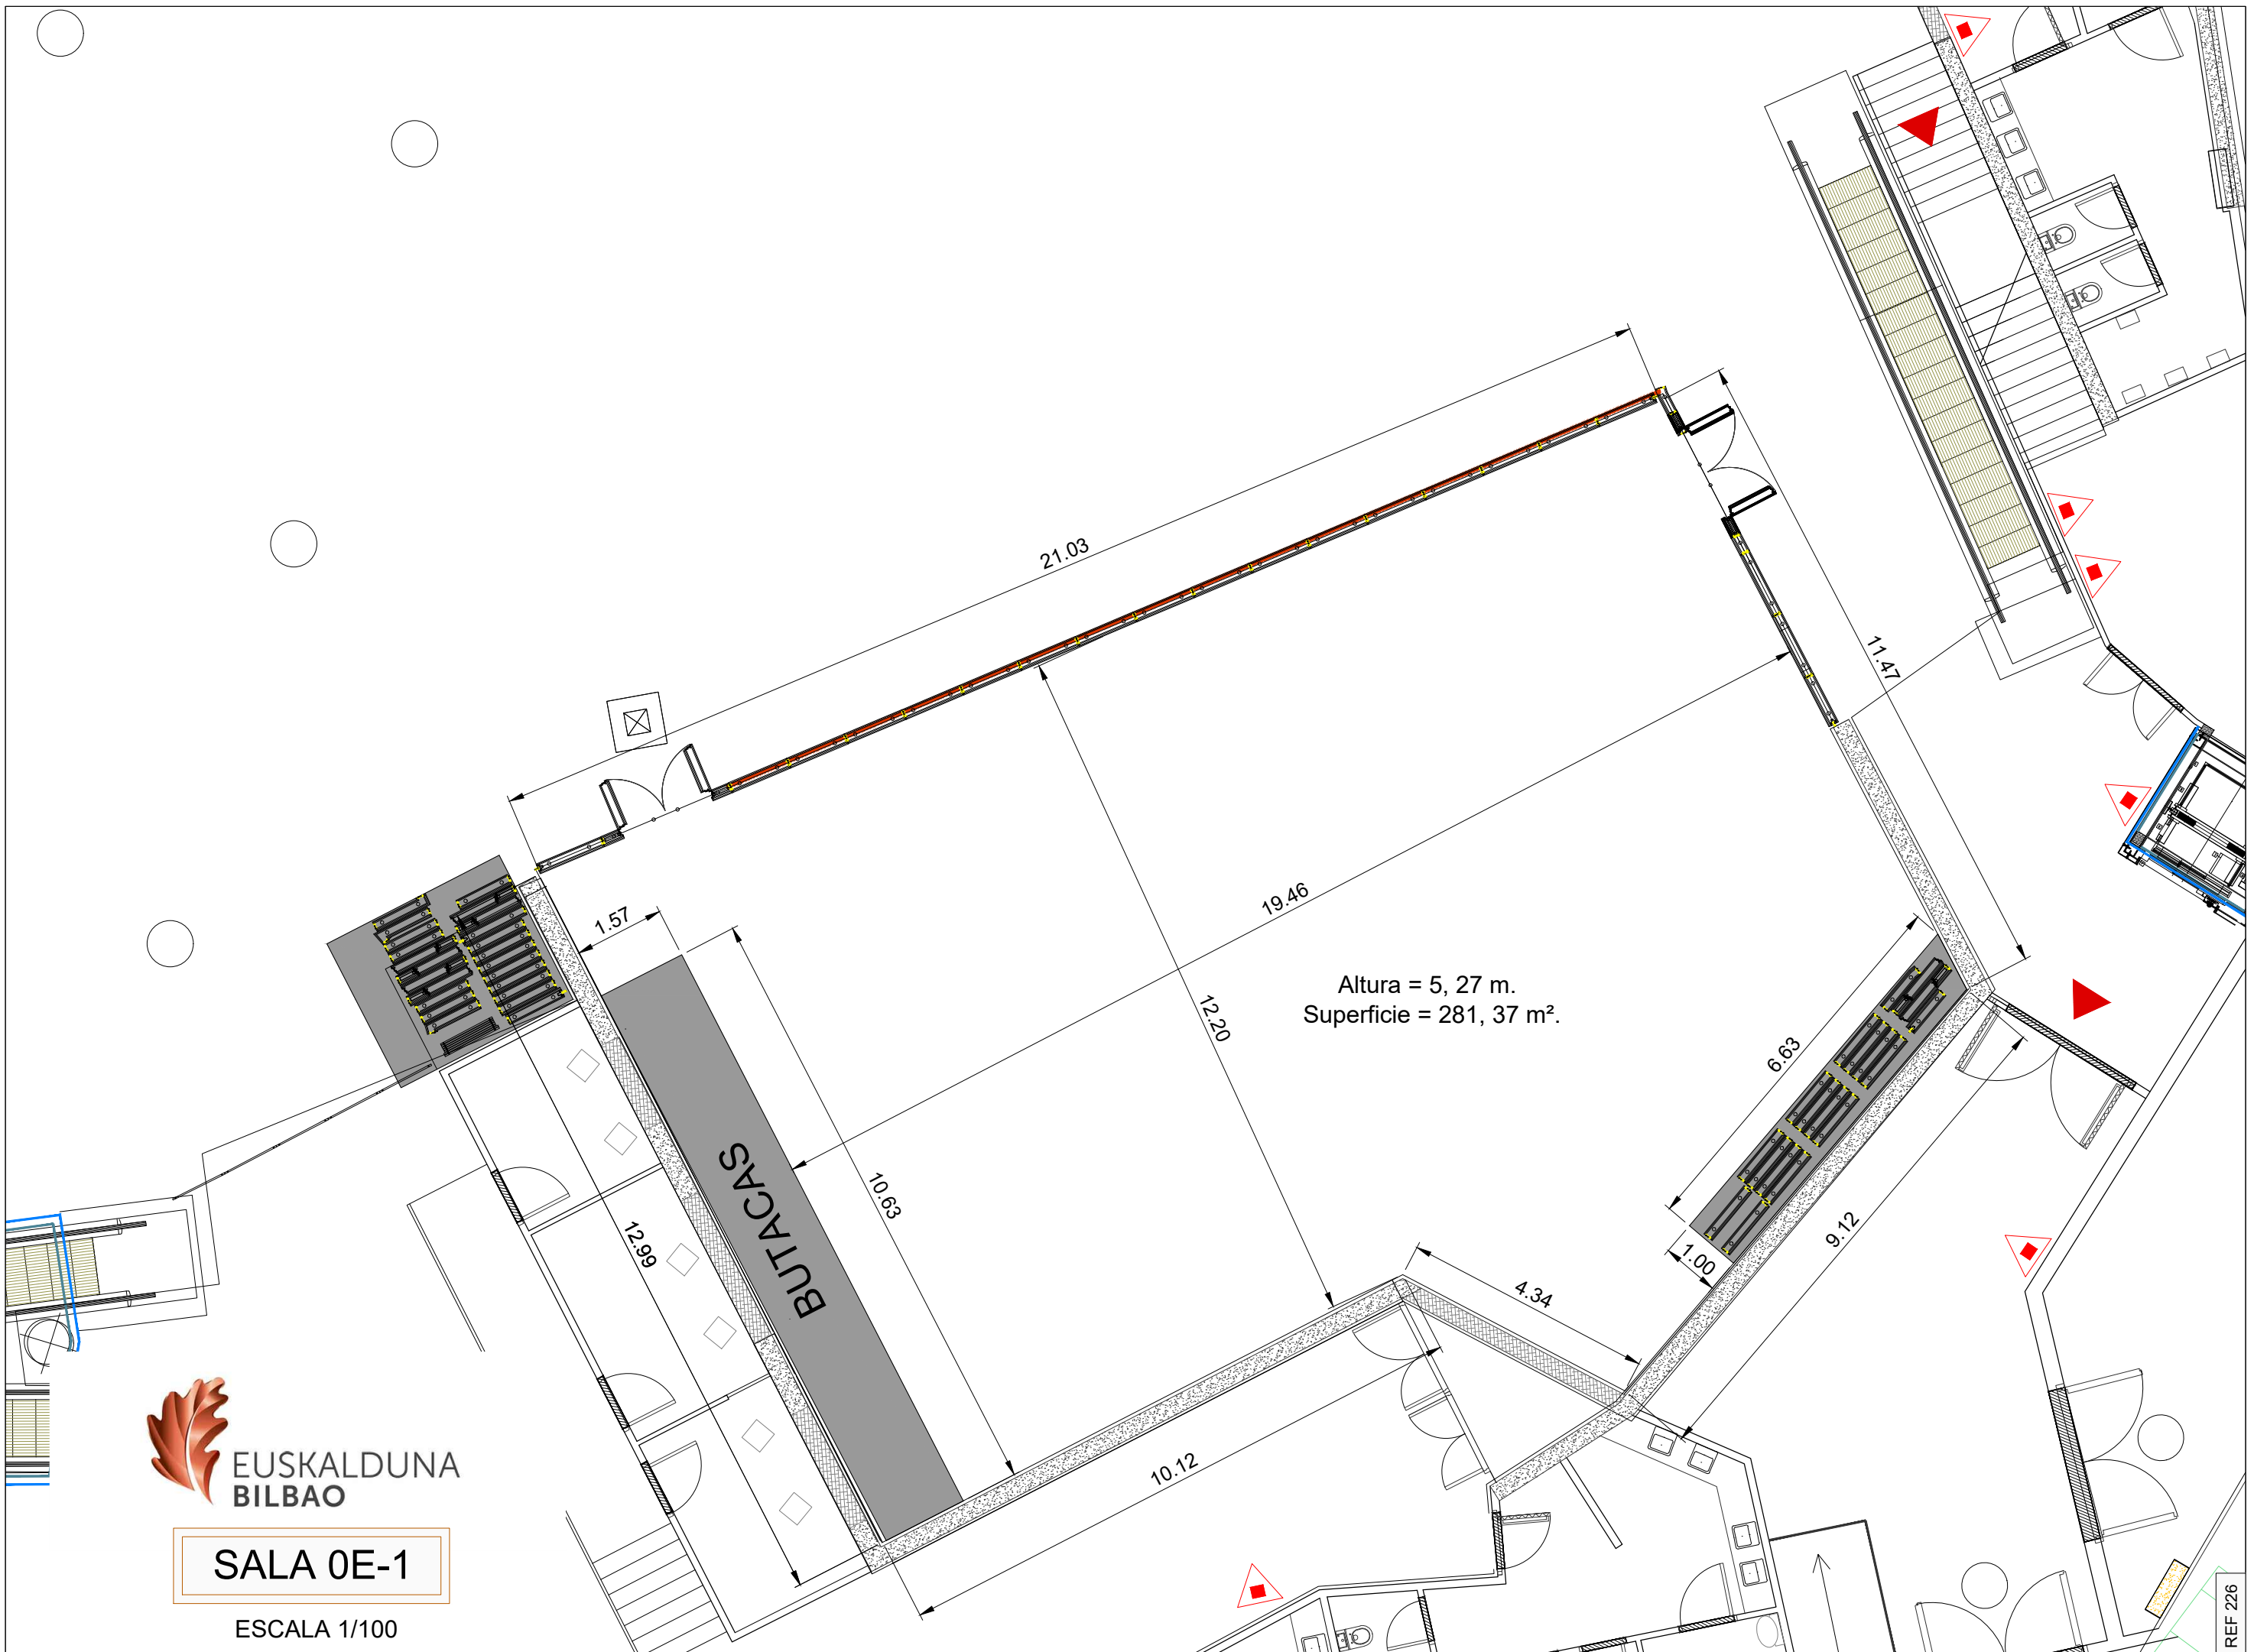 21.03
11.47
1.57
19.46
12.20
Altura = 5, 27 m.
Superficie = 281, 37 m².
6.63
10.63
BUTACAS
12.99
9.12
1.00
4.34
10.12
EUSKALDUNA
BILBAO
SALA 0E-1
ESCALA 1/100
REF 226